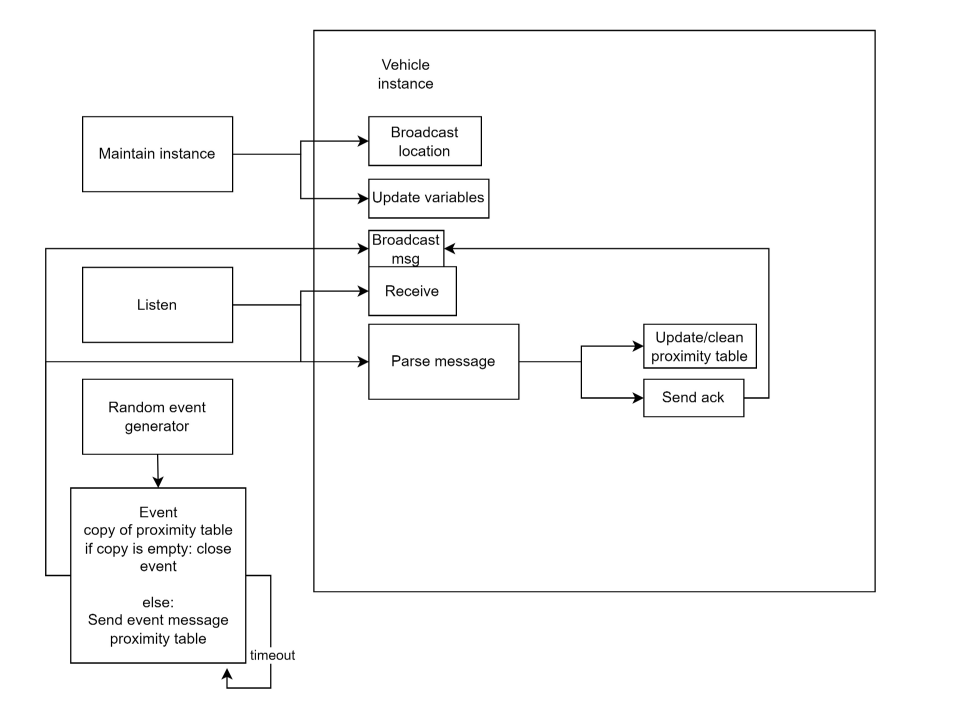 Vehicle
instance
Maintain instance
Broadcast
location
Update variables
Broadcast
msg
Listen
Receive
Parse message
Update/clean
proximity table
Send ack
Random event
generator
Event
copy of proximity table
if copy is empty: close
event
else:
Send event message
proximity table
timeout